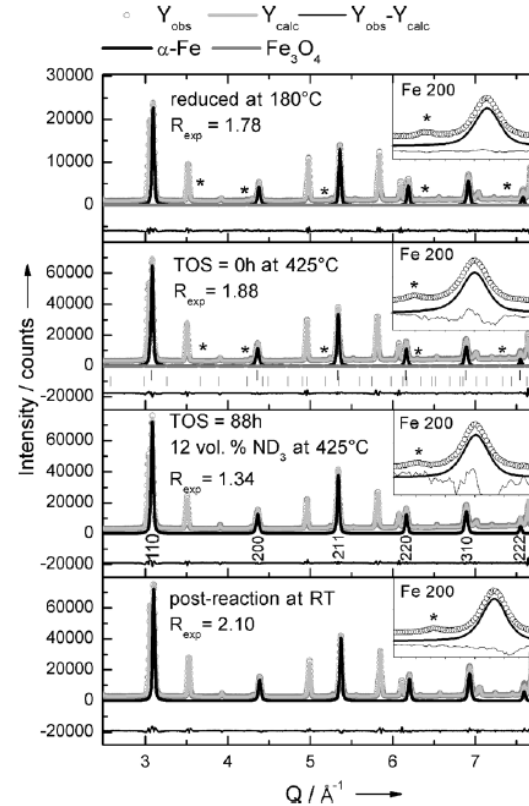 Y_obs Y_calc Y_obs-Y_calc
α-Fe Fe₃O₄
30000
20000
10000
0
reduced at 180°C
R_exp = 1.78
* * * * *
Fe 200
*
60000
40000
20000
0
-20000
TOS = 0h at 425°C
R_exp = 1.88
* * * * *
Fe 200
*
60000
40000
20000
0
-20000
TOS = 88h
12 vol. % ND₃ at 425°C
R_exp = 1.34
Fe 200
*
110 200 211 220 310 222
60000
40000
20000
0
-20000
post-reaction at RT
R_exp = 2.10
Fe 200
*
Intensity / counts
3 4 5 6 7
Q / Å⁻¹